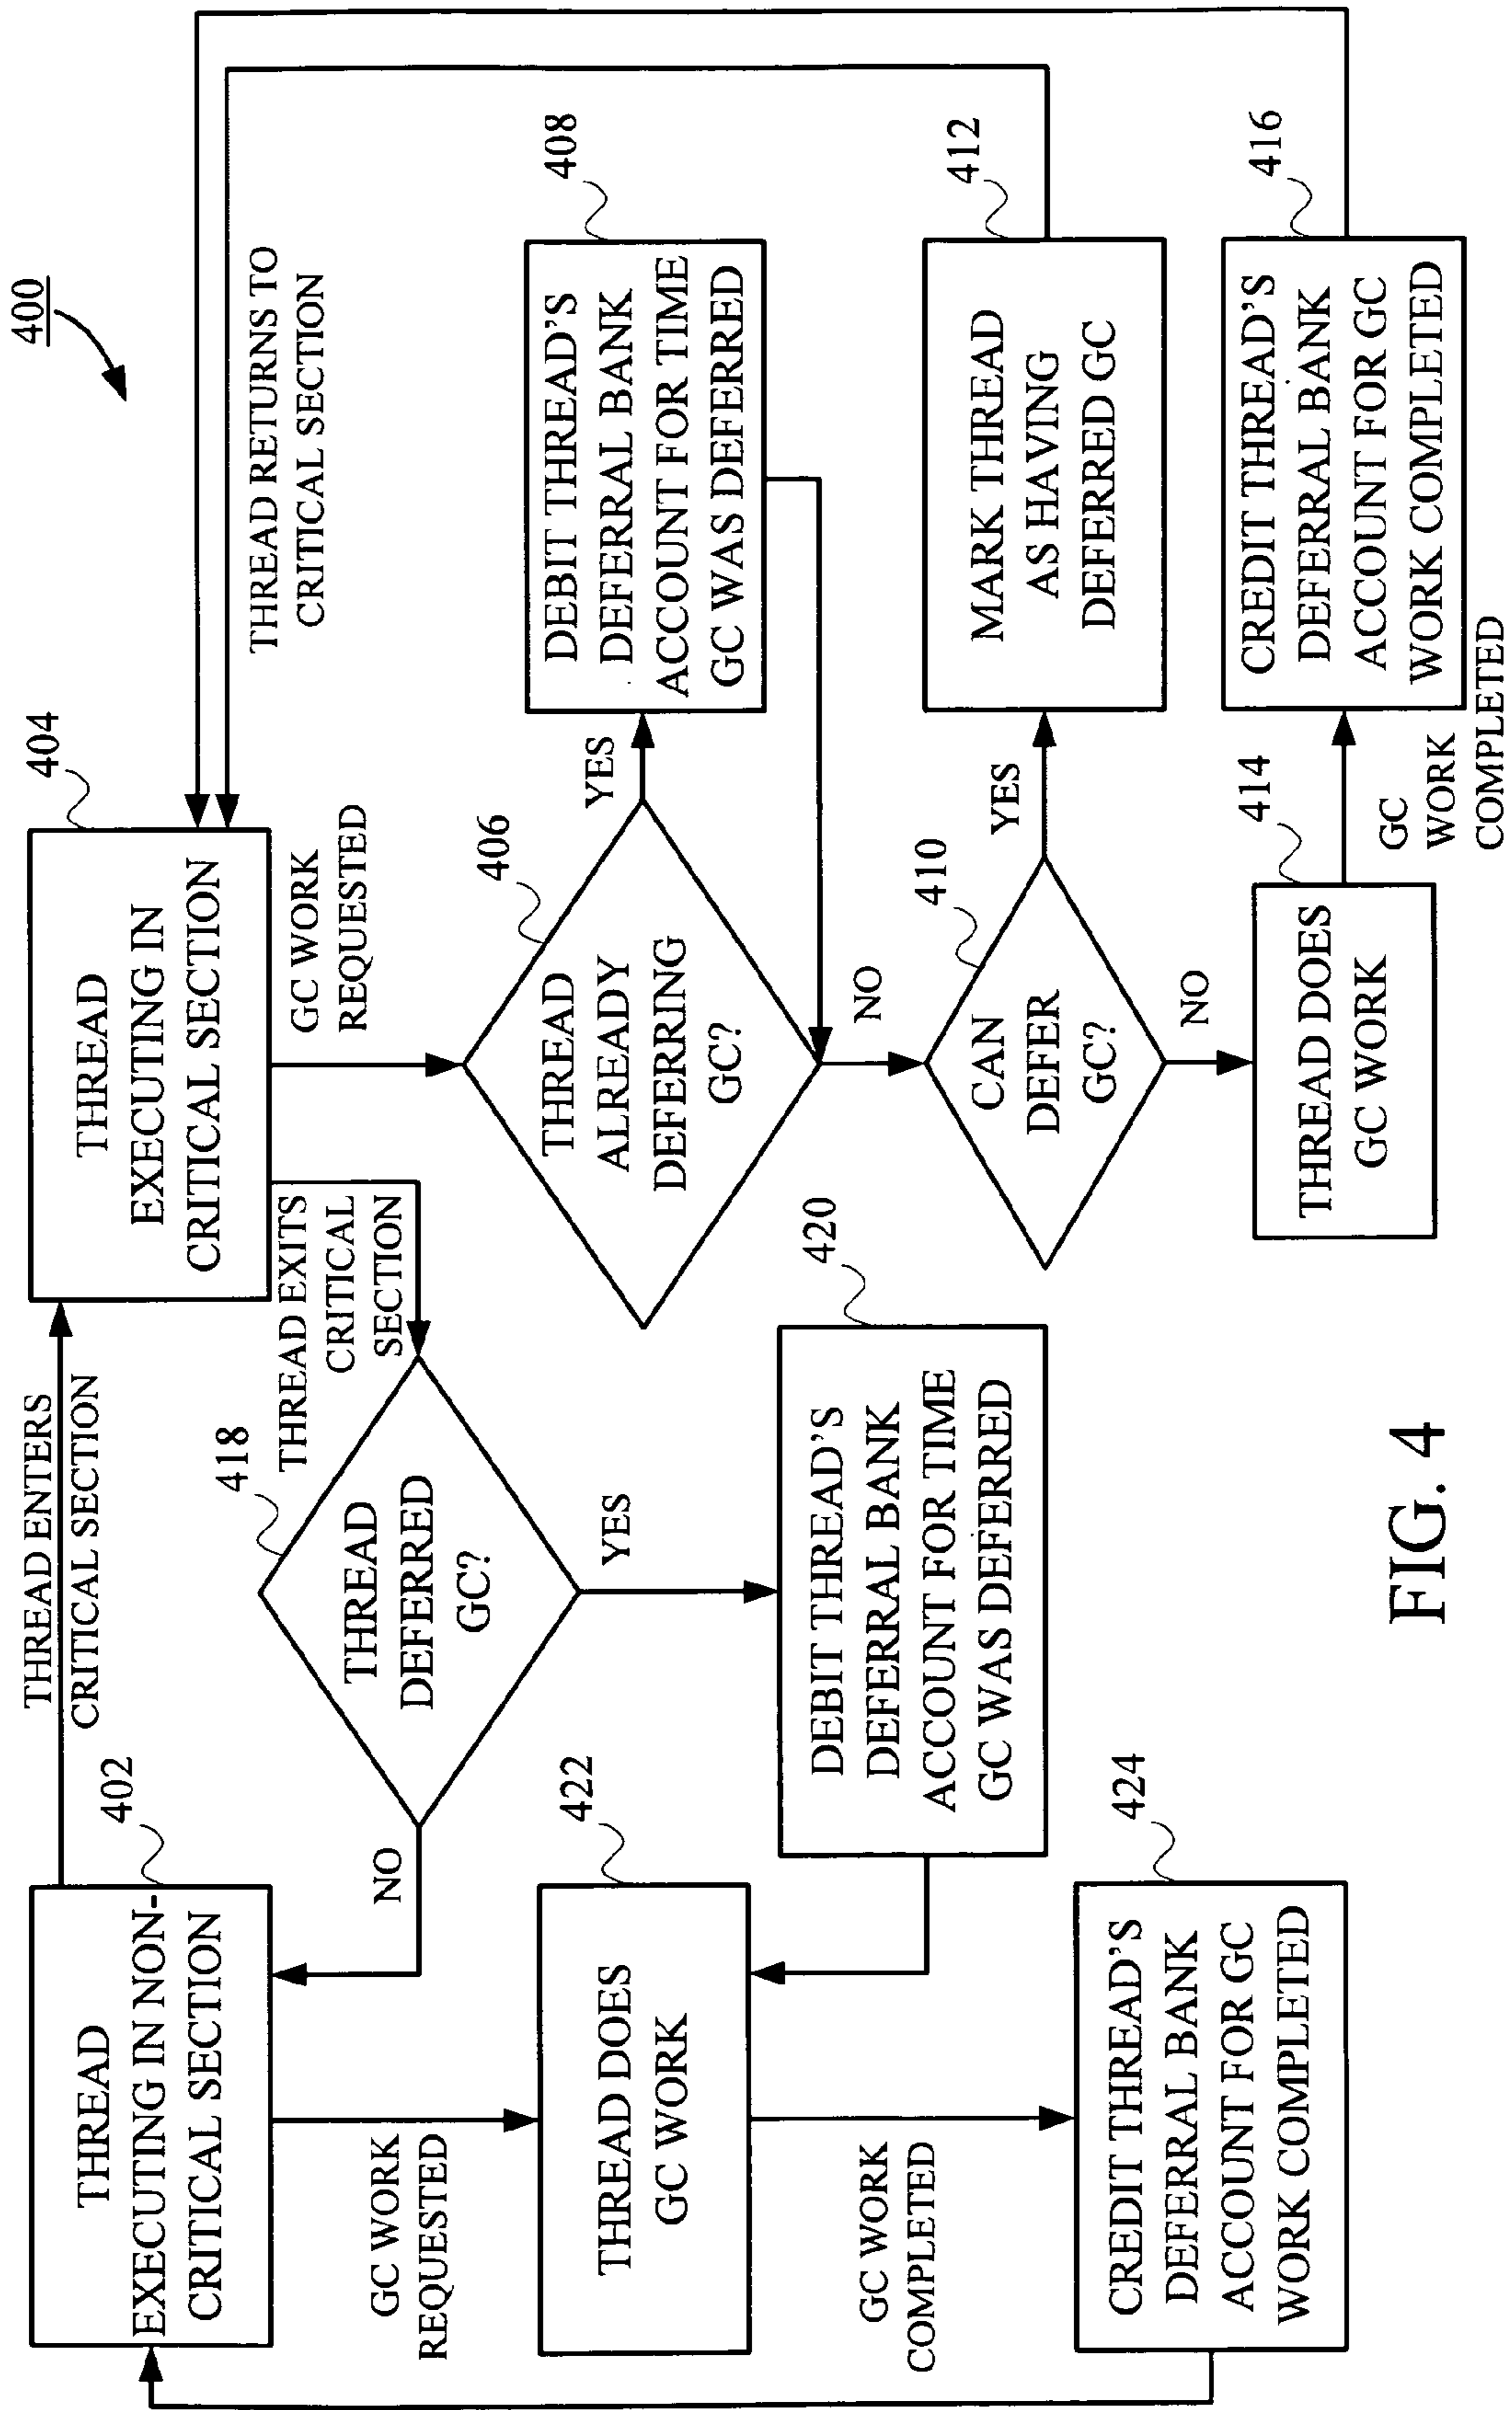 400
THREAD
EXECUTING IN NON-
CRITICAL SECTION
402
THREAD ENTERS
CRITICAL SECTION
THREAD
EXECUTING IN
CRITICAL SECTION
404
THREAD RETURNS TO
CRITICAL SECTION
GC WORK
REQUESTED
THREAD EXITS
CRITICAL
SECTION
GC WORK
REQUESTED
THREAD
DEFERRED
GC?
418
NO
YES
THREAD
ALREADY
DEFERRING
GC?
406
YES
NO
DEBIT THREAD'S
DEFERRAL BANK
ACCOUNT FOR TIME
GC WAS DEFERRED
408
THREAD DOES
GC WORK
422
DEBIT THREAD'S
DEFERRAL BANK
ACCOUNT FOR TIME
GC WAS DEFERRED
420
CAN
DEFER
GC?
410
YES
NO
MARK THREAD
AS HAVING
DEFERRED GC
412
GC WORK
COMPLETED
CREDIT THREAD'S
DEFERRAL BANK
ACCOUNT FOR GC
WORK COMPLETED
424
THREAD DOES
GC WORK
414
GC
WORK
COMPLETED
CREDIT THREAD'S
DEFERRAL BANK
ACCOUNT FOR GC
WORK COMPLETED
416
FIG. 4